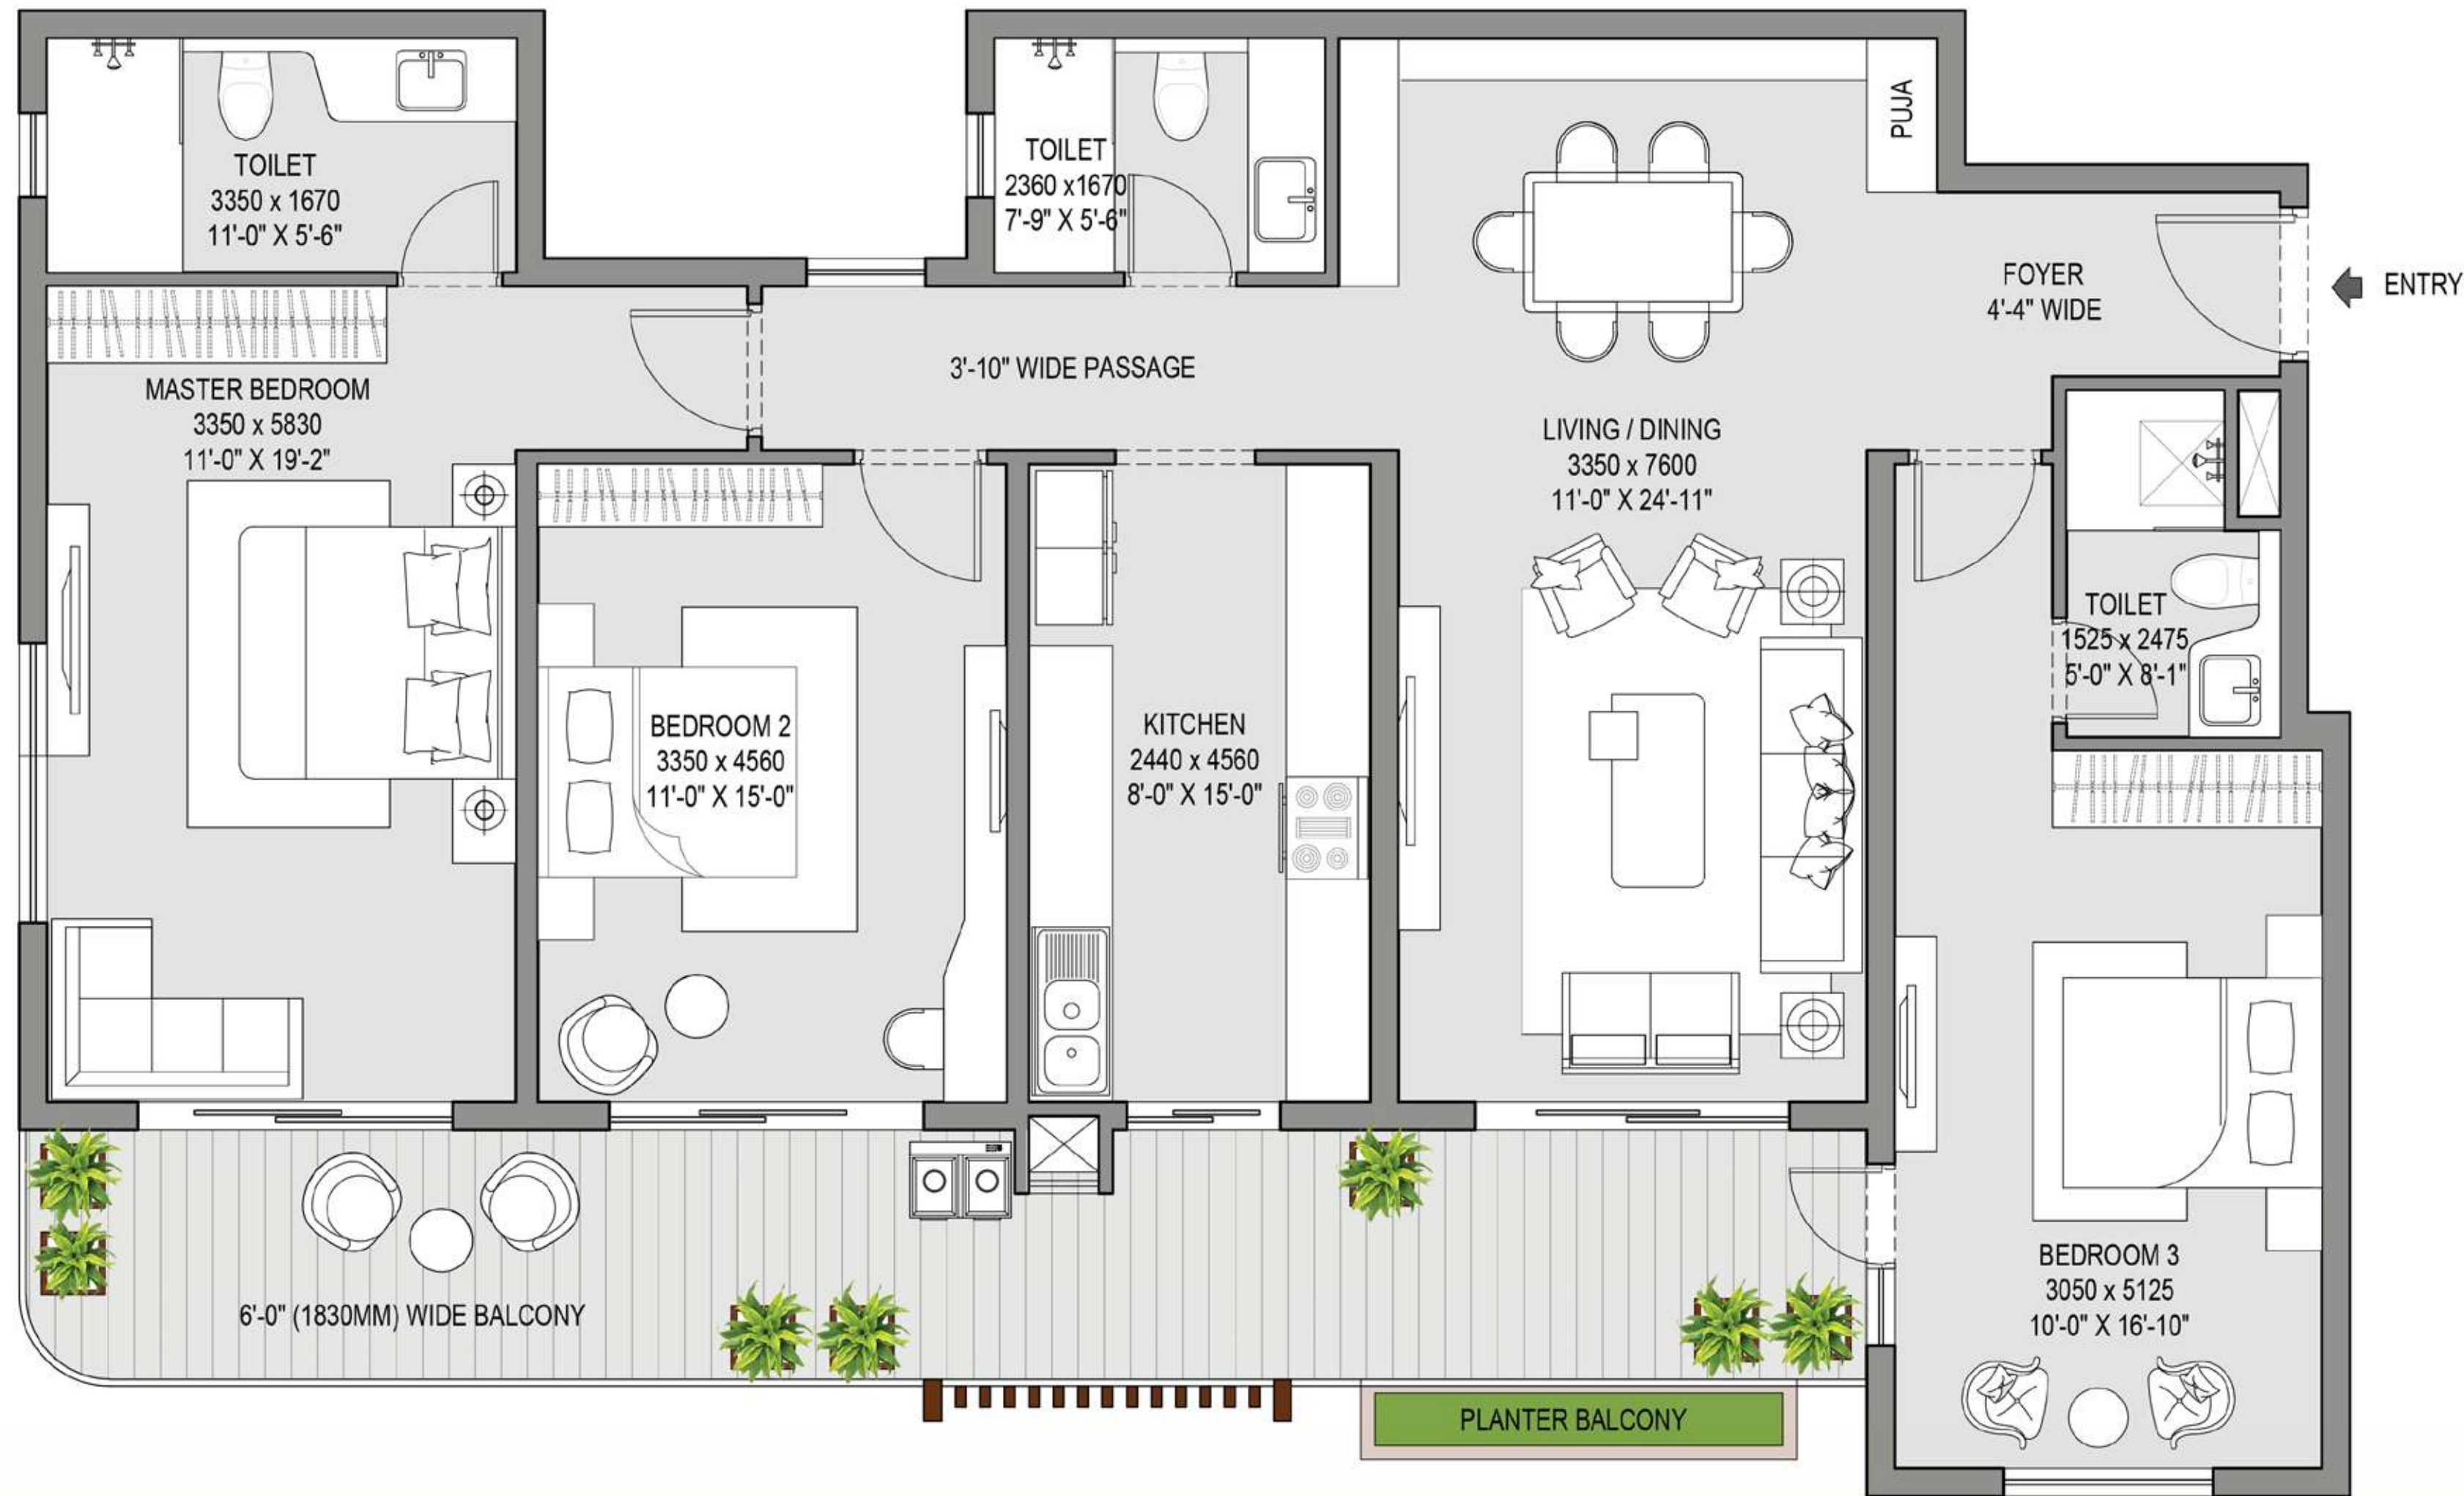 TOILET
3350 x 1670
11'-0" X 5'-6"
TOILET
2360 x1670
7'-9" X 5'-6"
PUJA
FOYER
4'-4" WIDE
ENTRY
3'-10" WIDE PASSAGE
MASTER BEDROOM
3350 x 5830
11'-0" X 19'-2"
LIVING / DINING
3350 x 7600
11'-0" X 24'-11"
TOILET
1525 x 2475
5'-0" X 8'-1"
BEDROOM 2
3350 x 4560
11'-0" X 15'-0"
KITCHEN
2440 x 4560
8'-0" X 15'-0"
BEDROOM 3
3050 x 5125
10'-0" X 16'-10"
6'-0" (1830MM) WIDE BALCONY
PLANTER BALCONY